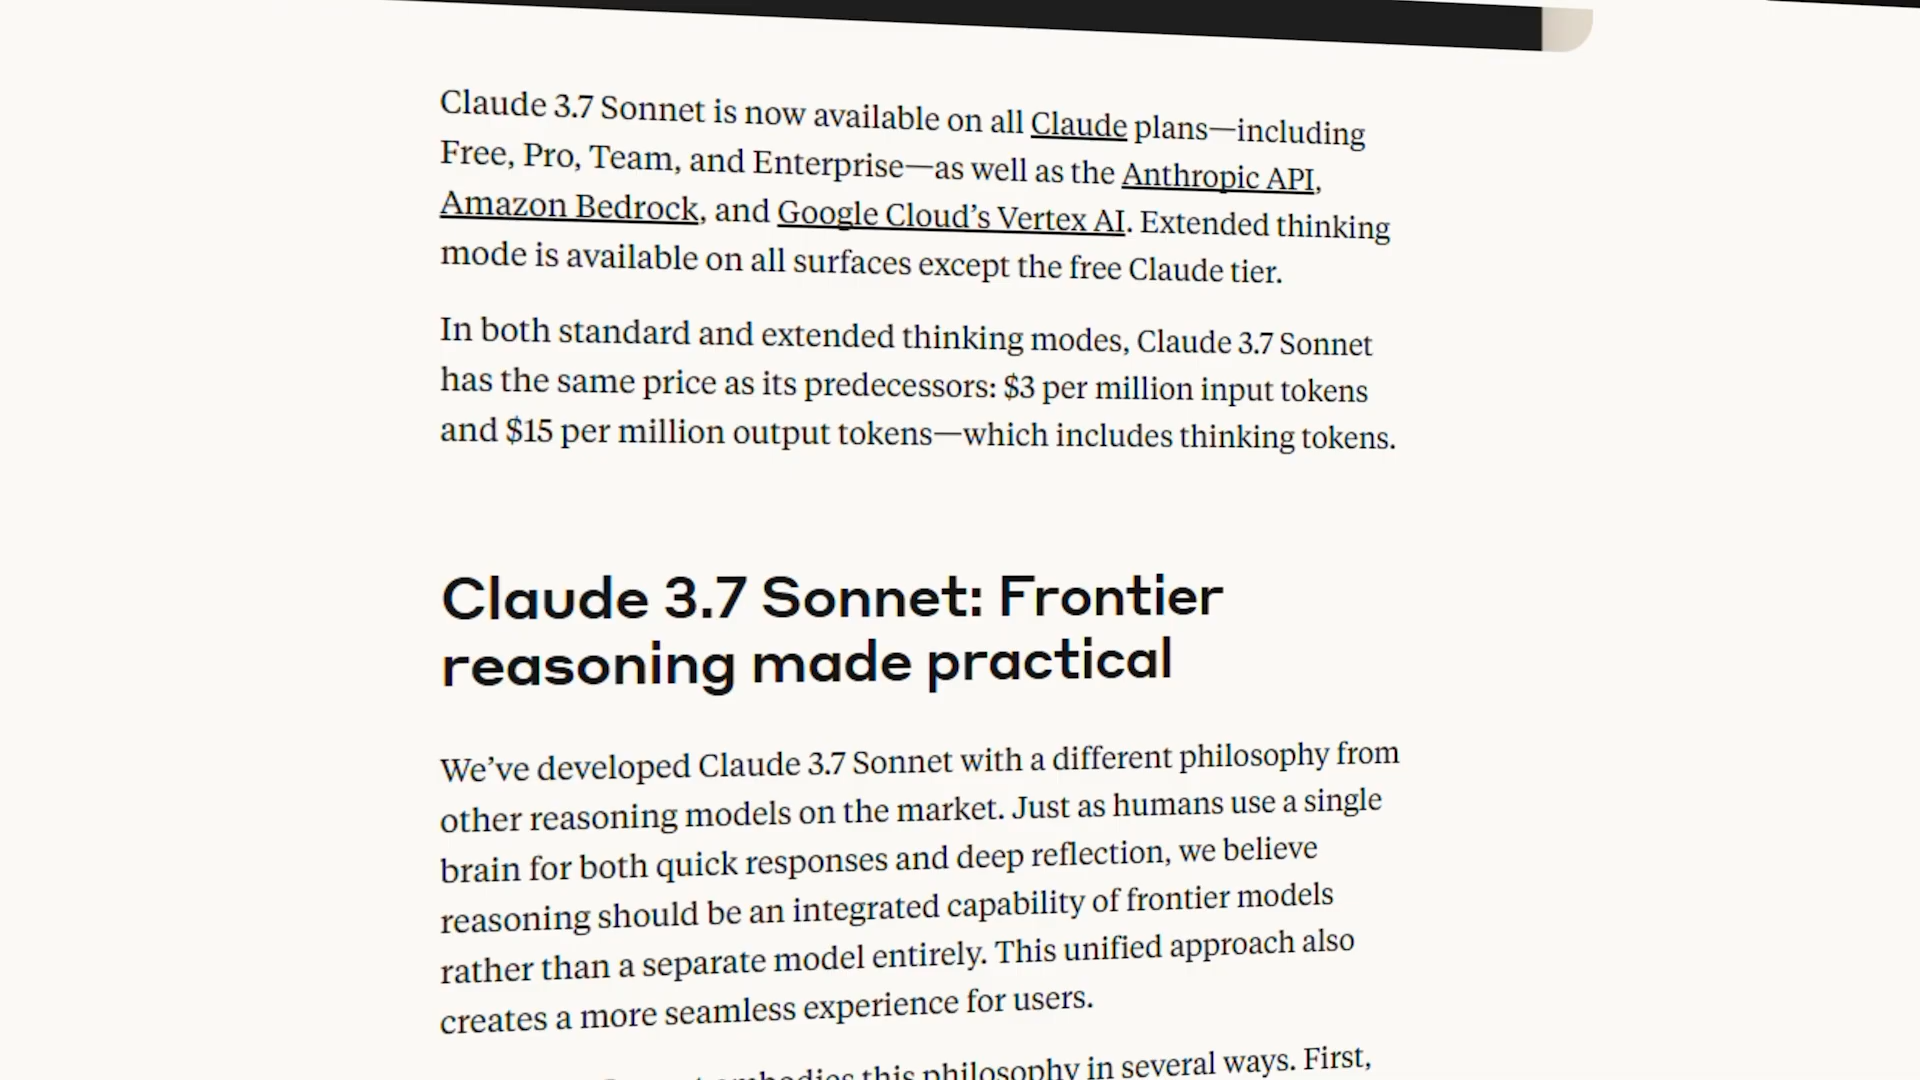 Claude 3.7 Sonnet is now available on all Claude plans—including
Free, Pro, Team, and Enterprise—as well as the Anthropic API,
Amazon Bedrock, and Google Cloud’s Vertex AI. Extended thinking
mode is available on all surfaces except the free Claude tier.
In both standard and extended thinking modes, Claude 3.7 Sonnet
has the same price as its predecessors: $3 per million input tokens
and $15 per million output tokens—which includes thinking tokens.
Claude 3.7 Sonnet: Frontier
reasoning made practical
We’ve developed Claude 3.7 Sonnet with a different philosophy from
other reasoning models on the market. Just as humans use a single
brain for both quick responses and deep reflection, we believe
reasoning should be an integrated capability of frontier models
rather than a separate model entirely. This unified approach also
creates a more seamless experience for users.
embodies this philosophy in several ways. First,